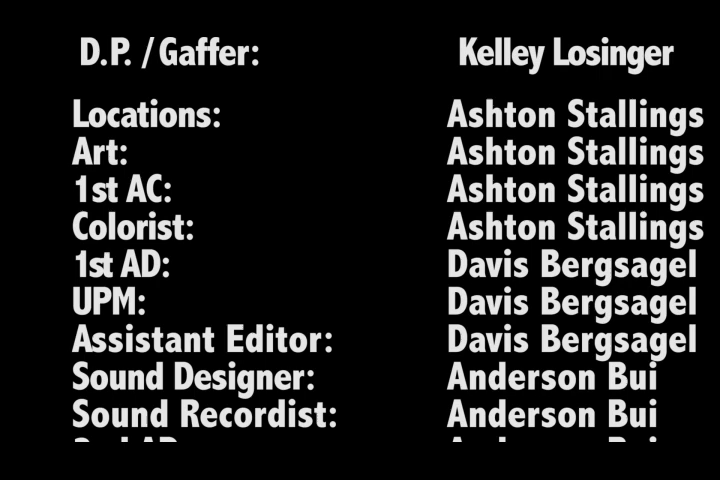 D.P. / Gaffer: Kelley Losinger
Locations: Ashton Stallings
Art: Ashton Stallings
1st AC: Ashton Stallings
Colorist: Ashton Stallings
1st AD: Davis Bergsagel
UPM: Davis Bergsagel
Assistant Editor: Davis Bergsagel
Sound Designer: Anderson Bui
Sound Recordist: Anderson Bui